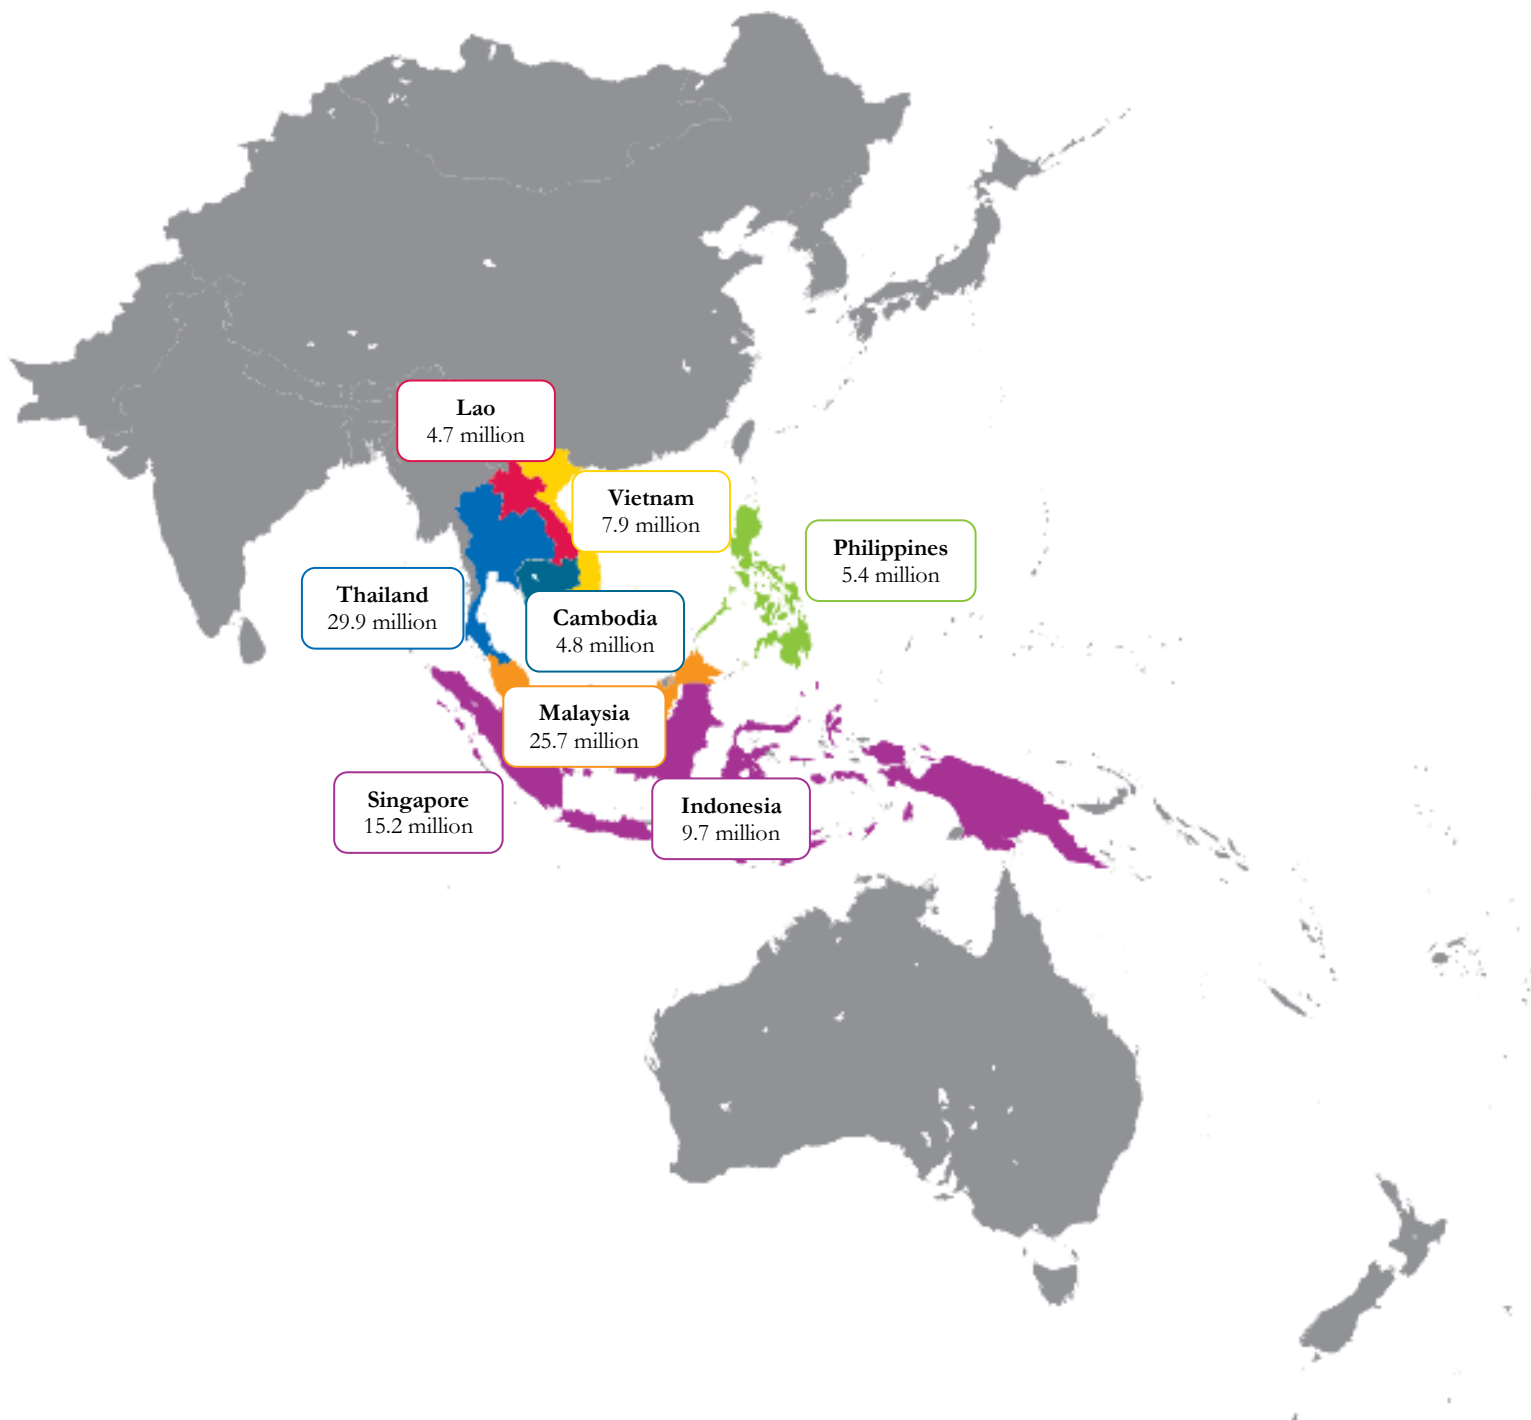 Lao
4.7 million
Vietnam
7.9 million
Philippines
5.4 million
Thailand
29.9 million
Cambodia
4.8 million
Malaysia
25.7 million
Singapore
15.2 million
Indonesia
9.7 million